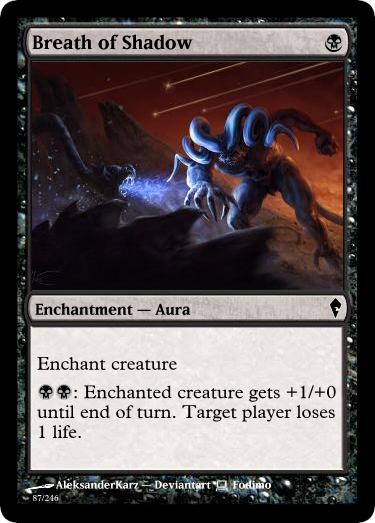 Breath of Shadow
Enchantment — Aura
Enchant creature
: Enchanted creature gets +1/+0
until end of turn. Target player loses
1 life.
AleksanderKarz — Deviantart Fodimo
87/246